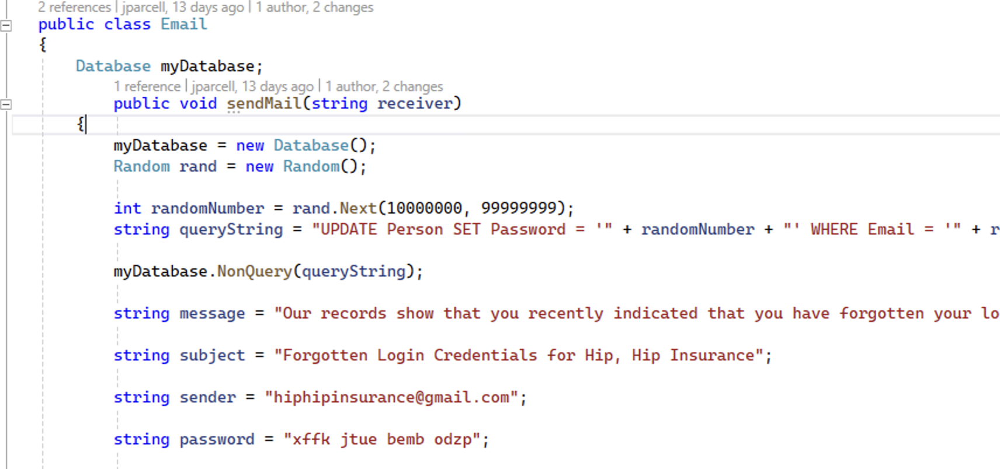 2 references | jparcell, 13 days ago | 1 author, 2 changes
public class Email
{
Database myDatabase;
1 reference | jparcell, 13 days ago | 1 author, 2 changes
public void sendMail(string receiver)
{
myDatabase = new Database();
Random rand = new Random();
int randomNumber = rand.Next(10000000, 99999999);
string queryString = "UPDATE Person SET Password = '" + randomNumber + "' WHERE Email = '" + r
myDatabase.NonQuery(queryString);
string message = "Our records show that you recently indicated that you have forgotten your lo
string subject = "Forgotten Login Credentials for Hip, Hip Insurance";
string sender = "hiphipinsurance@gmail.com";
string password = "xffk jtue bemb odzp";